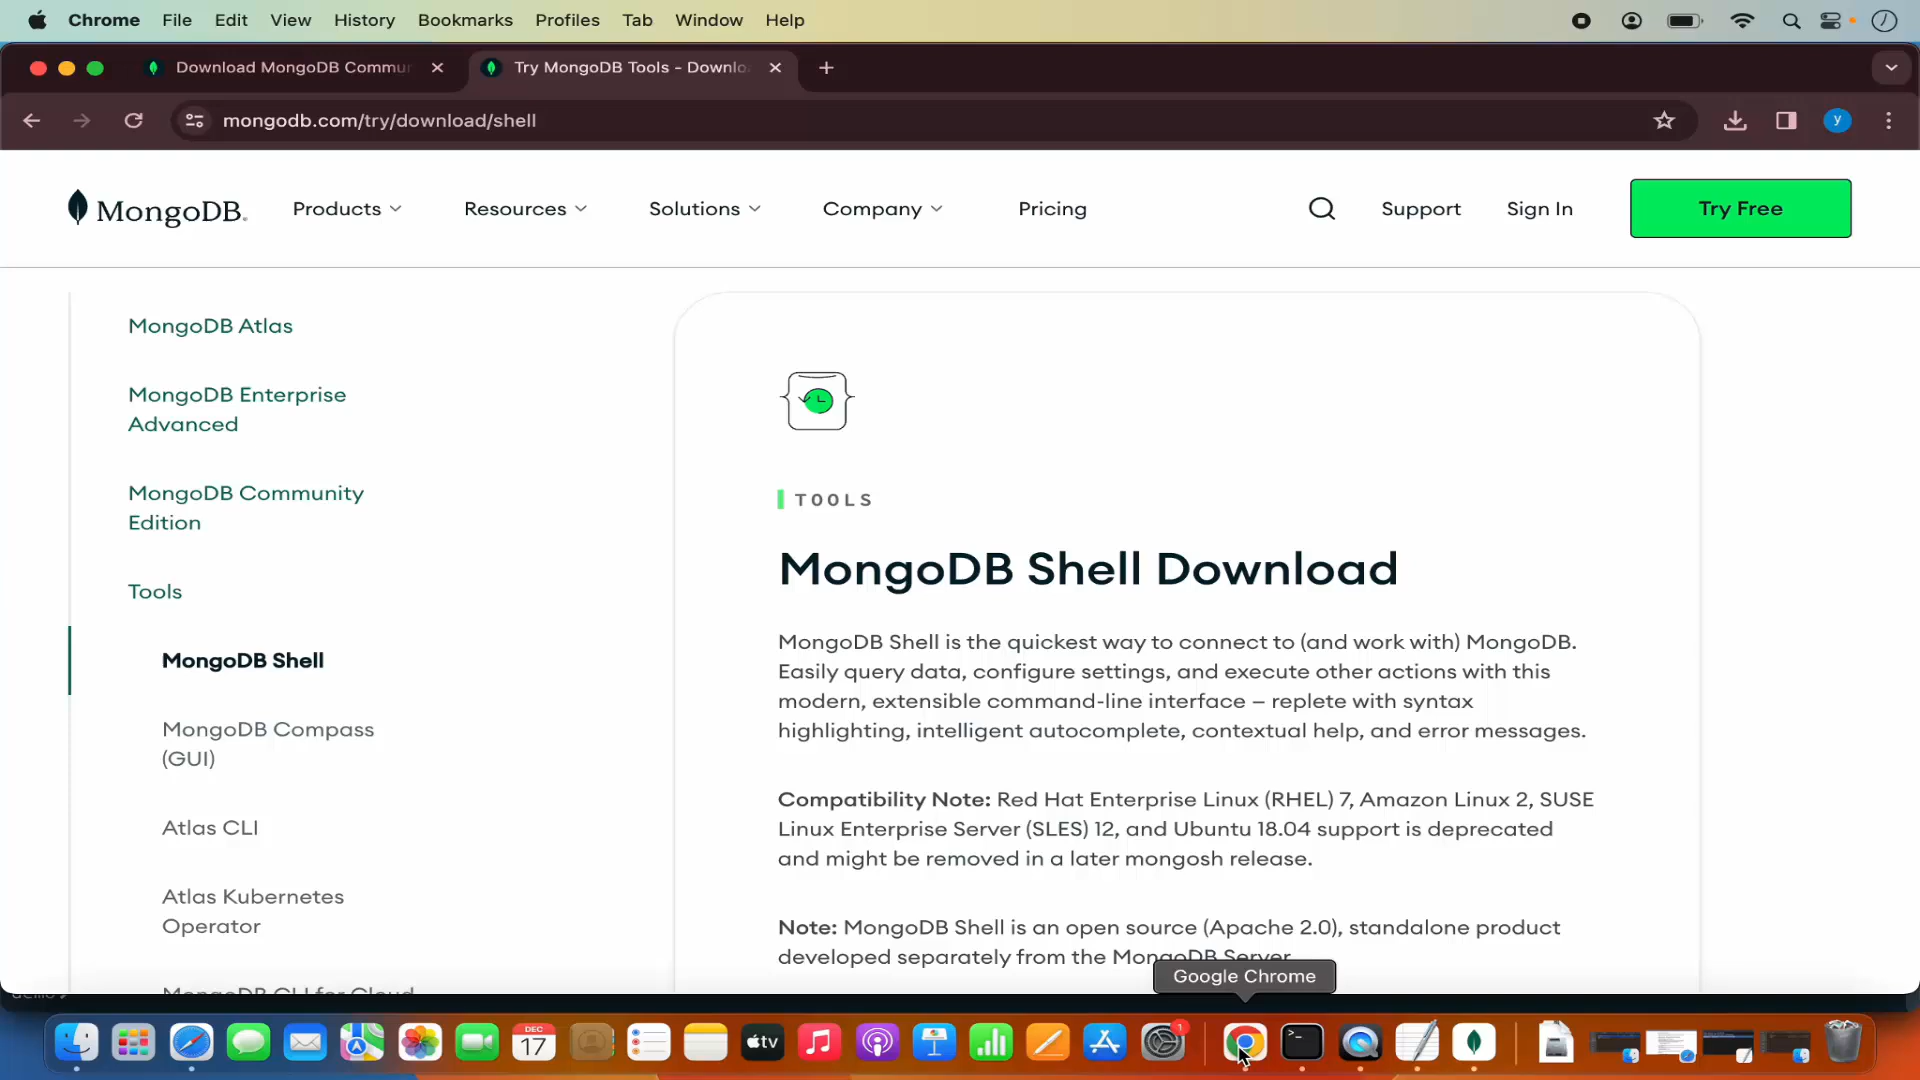 Chrome File Edit View History Bookmarks Profiles Tab Window Help
Download MongoDB Commu
Try MongoDB Tools - Downlo
mongodb.com/try/download/shell
y
MongoDB.
Products Resources Solutions Company Pricing
Support Sign In Try Free
MongoDB Atlas
MongoDB Enterprise
Advanced
MongoDB Community
Edition
Tools
MongoDB Shell
MongoDB Compass
(GUI)
Atlas CLI
Atlas Kubernetes
Operator
MongoDB CLI for Cloud
TOOLS
MongoDB Shell Download
MongoDB Shell is the quickest way to connect to (and work with) MongoDB.
Easily query data, configure settings, and execute other actions with this
modern, extensible command-line interface – replete with syntax
highlighting, intelligent autocomplete, contextual help, and error messages.
Compatibility Note: Red Hat Enterprise Linux (RHEL) 7, Amazon Linux 2, SUSE
Linux Enterprise Server (SLES) 12, and Ubuntu 18.04 support is deprecated
and might be removed in a later mongosh release.
Note: MongoDB Shell is an open source (Apache 2.0), standalone product
developed separately from the MongoDB Server.
Google Chrome
DEC
17
tv
1